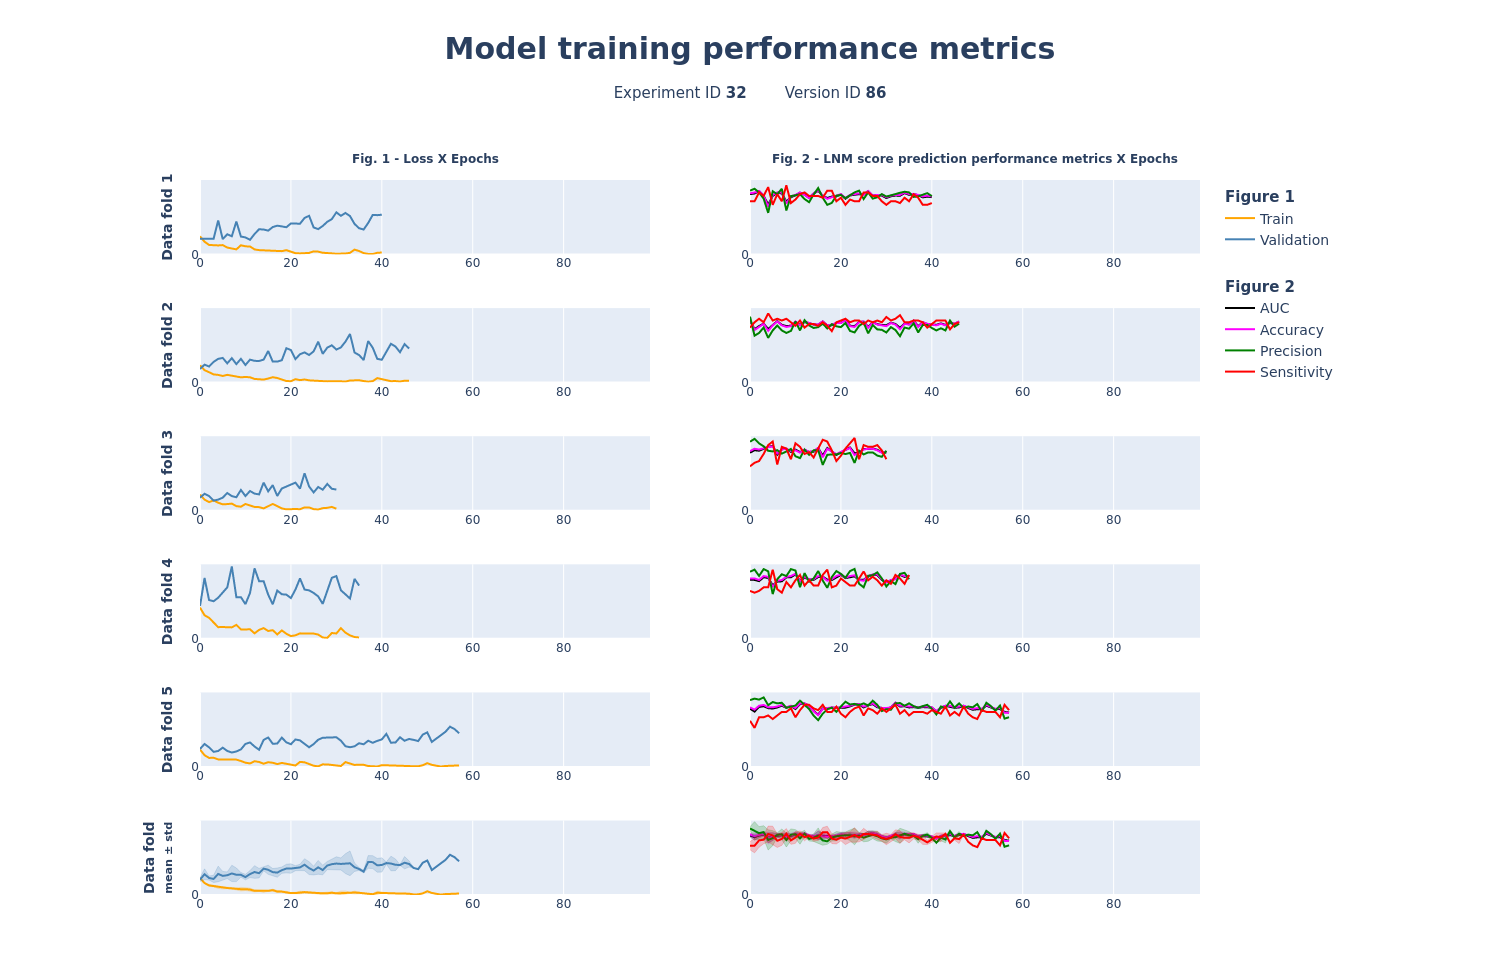 Model training performance metrics
Experiment ID 32 Version ID 86
Fig. 1 - Loss X Epochs
Fig. 2 - LNM score prediction performance metrics X Epochs
Data fold 1
0
0 20 40 60 80
0
0 20 40 60 80
Data fold 2
0
0 20 40 60 80
0
0 20 40 60 80
Data fold 3
0
0 20 40 60 80
0
0 20 40 60 80
Data fold 4
0
0 20 40 60 80
0
0 20 40 60 80
Data fold 5
0
0 20 40 60 80
0
0 20 40 60 80
Data fold
mean ± std
0
0 20 40 60 80
0
0 20 40 60 80
Figure 1
Train
Validation
Figure 2
AUC
Accuracy
Precision
Sensitivity